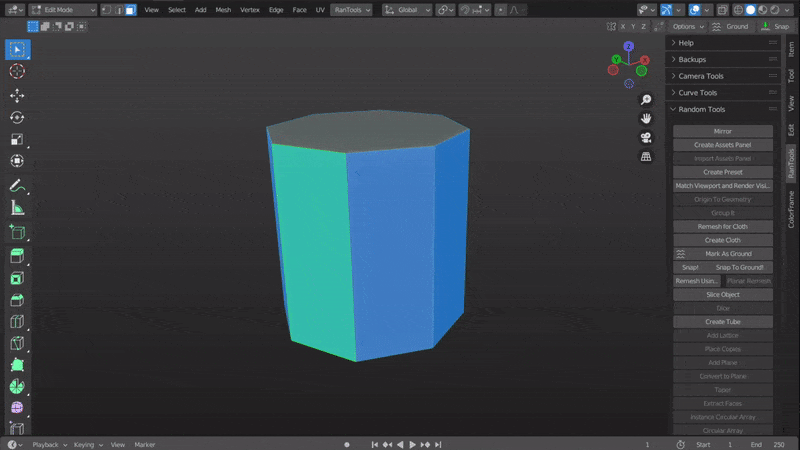 Edit Mode View Select Add Mesh Vertex Edge Face UV RanTools Global
X Y Z Options Ground Snap
Z
Y
X
Help
Backups
Camera Tools
Curve Tools
Random Tools
Mirror
Create Assets Panel
Import Assets Panel
Create Preset
Match Viewport and Render Visi...
Origin To Geometry
Group It
Remesh for Cloth
Create Cloth
Mark As Ground
Snap! Snap To Ground!
Remesh Usin... Planar Remesh
Slice Object
Dice
Create Tube
Add Lattice
Place Copies
Add Plane
Convert to Plane
Taper
Extract Faces
Instance Circular Array
Circular Array
Item
Tool
View
Edit
RanTools
ColorFrame
Playback Keying View Marker 1 Start 1 End 250